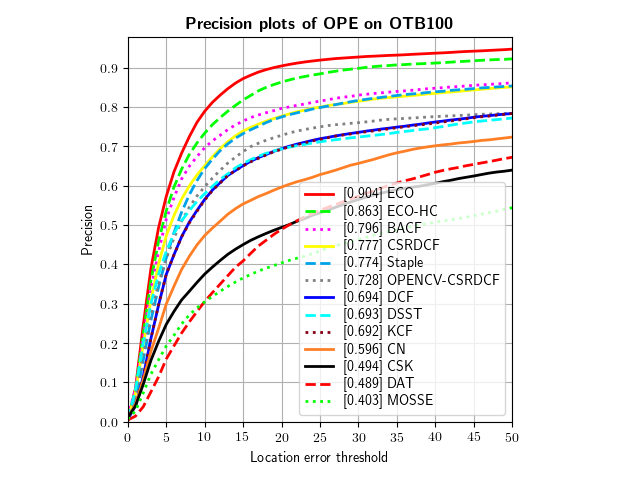 Precision plots of OPE on OTB100
Precision
0.9
0.8
0.7
0.6
0.5
0.4
0.3
0.2
0.1
0.0
[0.904] ECO
[0.863] ECO-HC
[0.796] BACF
[0.777] CSRDCF
[0.774] Staple
[0.728] OPENCV-CSRDCF
[0.694] DCF
[0.693] DSST
[0.692] KCF
[0.596] CN
[0.494] CSK
[0.489] DAT
[0.403] MOSSE
0 5 10 15 20 25 30 35 40 45 50
Location error threshold